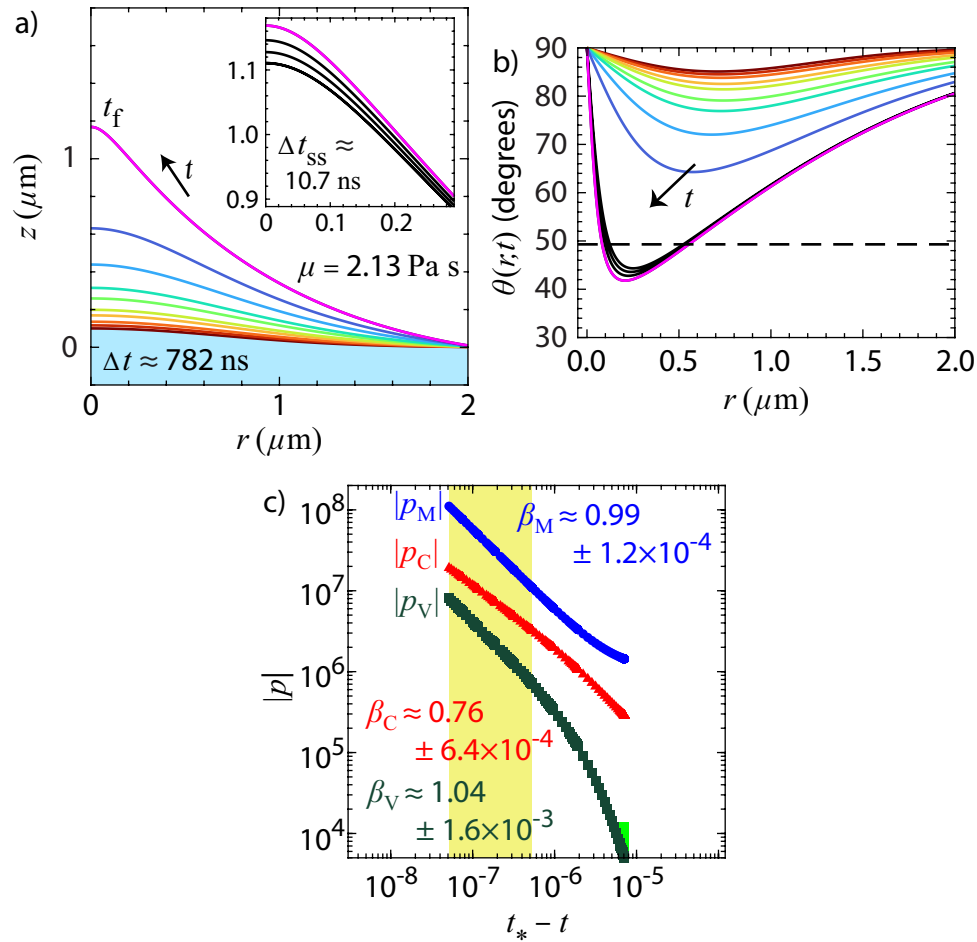 a)
z (μm)
1
0
t_f
t
1.1
1.0
0.9
Δt_ss ≈
10.7 ns
0.0
0.1
0.2
μ = 2.13 Pa s
Δt ≈ 782 ns
0
1
2
r (μm)
b)
θ(r,t) (degrees)
90
80
70
60
50
40
30
t
0.0
0.5
1.0
1.5
2.0
r (μm)
c)
|p|
10^8
10^7
10^6
10^5
10^4
|p_M|
|p_C|
|p_V|
β_M ≈ 0.99
± 1.2×10^-4
β_C ≈ 0.76
± 6.4×10^-4
β_V ≈ 1.04
± 1.6×10^-3
10^-8
10^-7
10^-6
10^-5
t_* − t